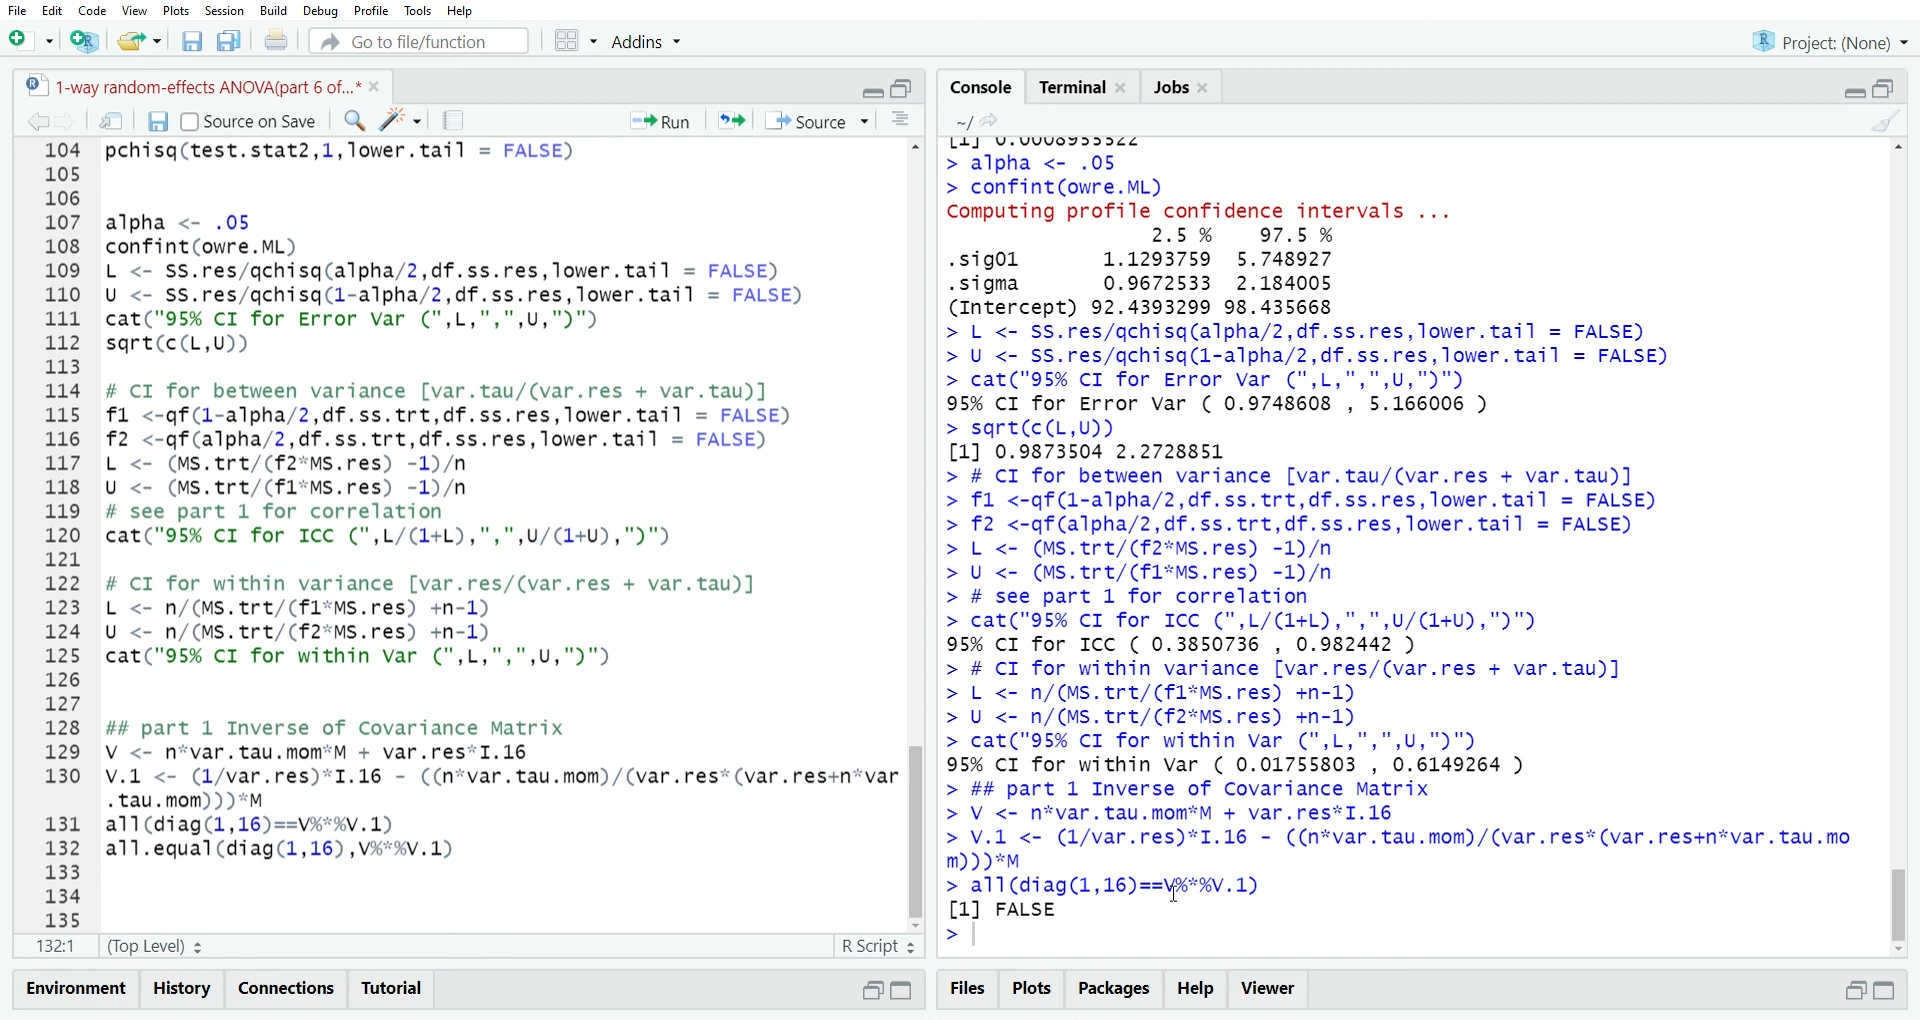 File Edit Code View Plots Session Build Debug Profile Tools Help
Go to file/function Addins Project: (None)
1-way random-effects ANOVA(part 6 of...*
Source on Save Run Source
104 pchisq(test.stat2,1,lower.tail = FALSE)
105
106
107 alpha <- .05
108 confint(owre.ML)
109 L <- SS.res/qchisq(alpha/2,df.ss.res,lower.tail = FALSE)
110 U <- SS.res/qchisq(1-alpha/2,df.ss.res,lower.tail = FALSE)
111 cat("95% CI for Error Var (",L,",",U,")")
112 sqrt(c(L,U))
113
114 # CI for between variance [var.tau/(var.res + var.tau)]
115 f1 <-qf(1-alpha/2,df.ss.trt,df.ss.res,lower.tail = FALSE)
116 f2 <-qf(alpha/2,df.ss.trt,df.ss.res,lower.tail = FALSE)
117 L <- (MS.trt/(f2*MS.res) -1)/n
118 U <- (MS.trt/(f1*MS.res) -1)/n
119 # see part 1 for correlation
120 cat("95% CI for ICC (",L/(1+L),",",U/(1+U),")")
121
122 # CI for within variance [var.res/(var.res + var.tau)]
123 L <- n/(MS.trt/(f1*MS.res) +n-1)
124 U <- n/(MS.trt/(f2*MS.res) +n-1)
125 cat("95% CI for within Var (",L,",",U,")")
126
127
128 ## part 1 Inverse of Covariance Matrix
129 V <- n*var.tau.mom*M + var.res*I.16
130 V.1 <- (1/var.res)*I.16 - ((n*var.tau.mom)/(var.res*(var.res+n*var
.tau.mom)))*M
131 all(diag(1,16)==V%*%V.1)
132 all.equal(diag(1,16),V%*%V.1)
133
134
135
132:1 (Top Level) R Script
Environment History Connections Tutorial
Console Terminal Jobs
~/
[1] 0.0008955522
> alpha <- .05
> confint(owre.ML)
Computing profile confidence intervals ...
2.5 % 97.5 %
.sig01 1.1293759 5.748927
.sigma 0.9672533 2.184005
(Intercept) 92.4393299 98.435668
> L <- SS.res/qchisq(alpha/2,df.ss.res,lower.tail = FALSE)
> U <- SS.res/qchisq(1-alpha/2,df.ss.res,lower.tail = FALSE)
> cat("95% CI for Error Var (",L,",",U,")")
95% CI for Error Var ( 0.9748608 , 5.166006 )
> sqrt(c(L,U))
[1] 0.9873504 2.2728851
> # CI for between variance [var.tau/(var.res + var.tau)]
> f1 <-qf(1-alpha/2,df.ss.trt,df.ss.res,lower.tail = FALSE)
> f2 <-qf(alpha/2,df.ss.trt,df.ss.res,lower.tail = FALSE)
> L <- (MS.trt/(f2*MS.res) -1)/n
> U <- (MS.trt/(f1*MS.res) -1)/n
> # see part 1 for correlation
> cat("95% CI for ICC (",L/(1+L),",",U/(1+U),")")
95% CI for ICC ( 0.3850736 , 0.982442 )
> # CI for within variance [var.res/(var.res + var.tau)]
> L <- n/(MS.trt/(f1*MS.res) +n-1)
> U <- n/(MS.trt/(f2*MS.res) +n-1)
> cat("95% CI for within Var (",L,",",U,")")
95% CI for within Var ( 0.01755803 , 0.6149264 )
> ## part 1 Inverse of Covariance Matrix
> V <- n*var.tau.mom*M + var.res*I.16
> V.1 <- (1/var.res)*I.16 - ((n*var.tau.mom)/(var.res*(var.res+n*var.tau.mo
m)))*M
> all(diag(1,16)==V%*%V.1)
[1] FALSE
>
Files Plots Packages Help Viewer